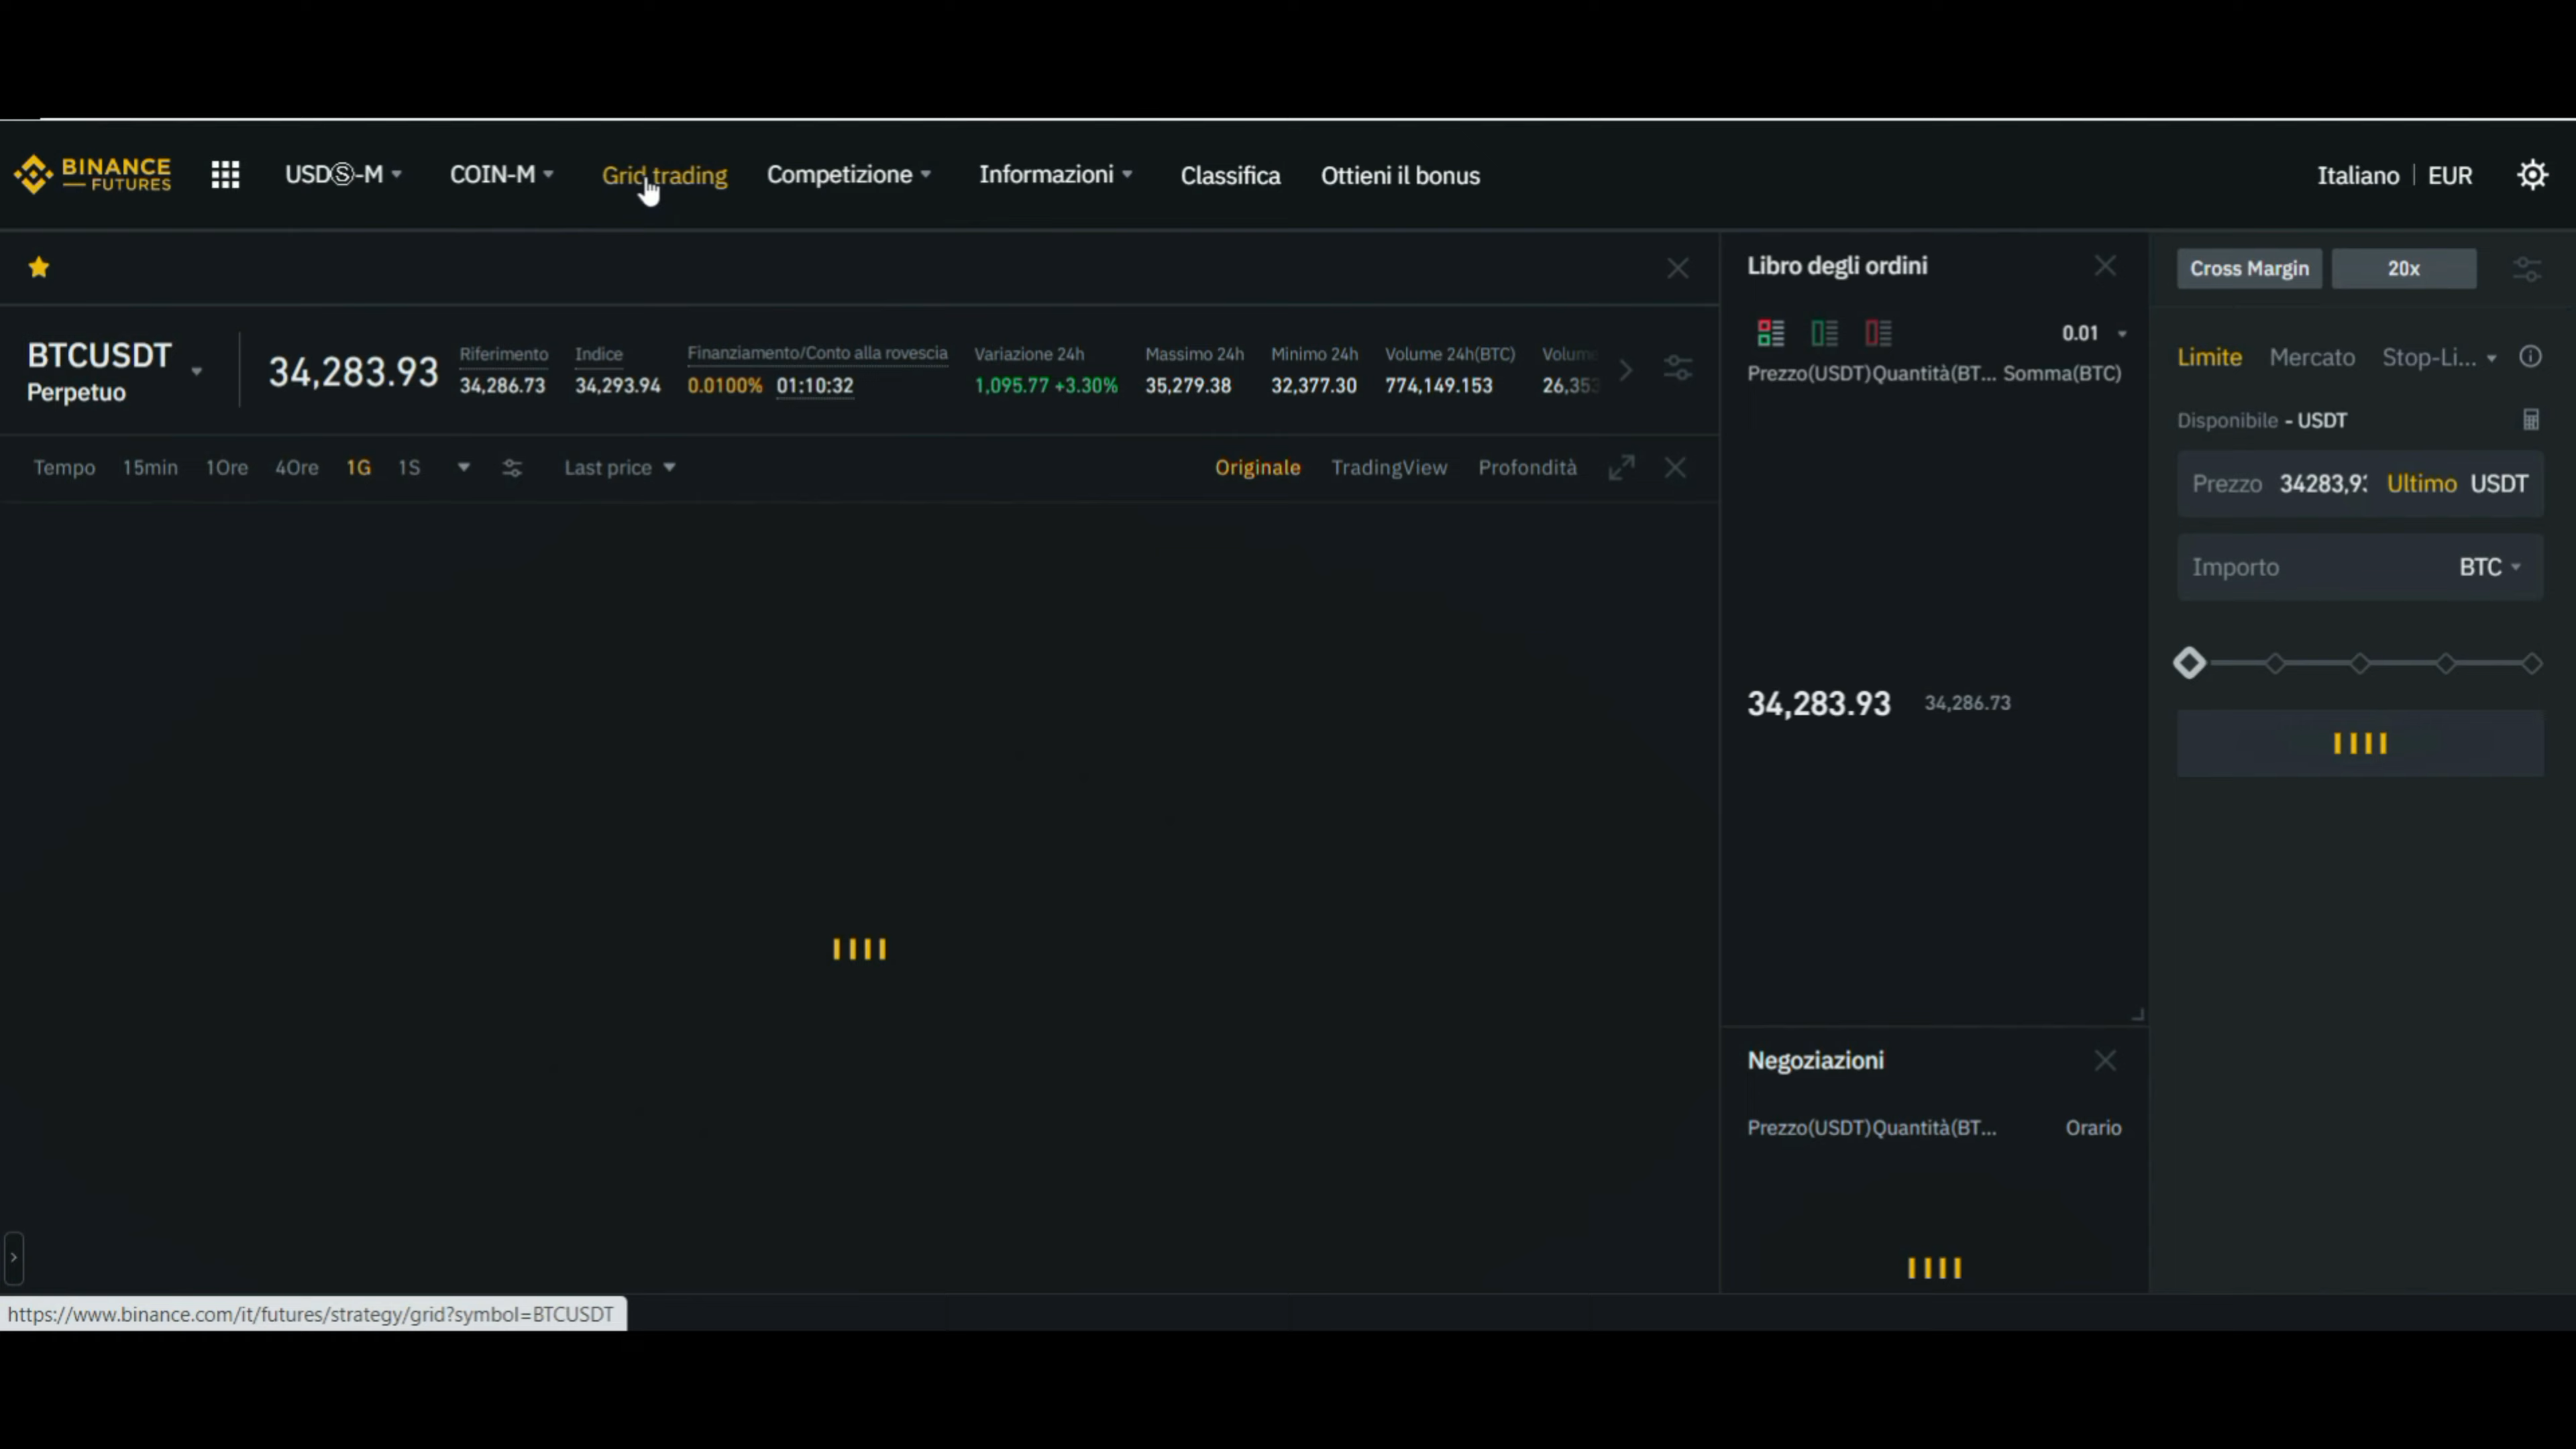 BINANCE
FUTURES
USDⓈ-M
COIN-M
Grid trading
Competizione
Informazioni
Classifica
Ottieni il bonus
Italiano
EUR
BTCUSDT
Perpetuo
34,283.93
Riferimento
34,286.73
Indice
34,293.94
Finanziamento/Conto alla rovescia
0.0100% 01:10:32
Variazione 24h
1,095.77 +3.30%
Massimo 24h
35,279.38
Minimo 24h
32,377.30
Volume 24h(BTC)
774,149.153
Tempo 15min 1Ore 4Ore 1G 1S
Last price
Originale TradingView Profondità
Libro degli ordini
0.01
Prezzo(USDT)Quantità(BT... Somma(BTC)
34,283.93 34,286.73
Negoziazioni
Prezzo(USDT)Quantità(BT... Orario
Cross Margin 20x
Limite Mercato Stop-Li...
Disponibile - USDT
Prezzo Ultimo USDT
Importo BTC
https://www.binance.com/it/futures/strategy/grid?symbol=BTCUSDT